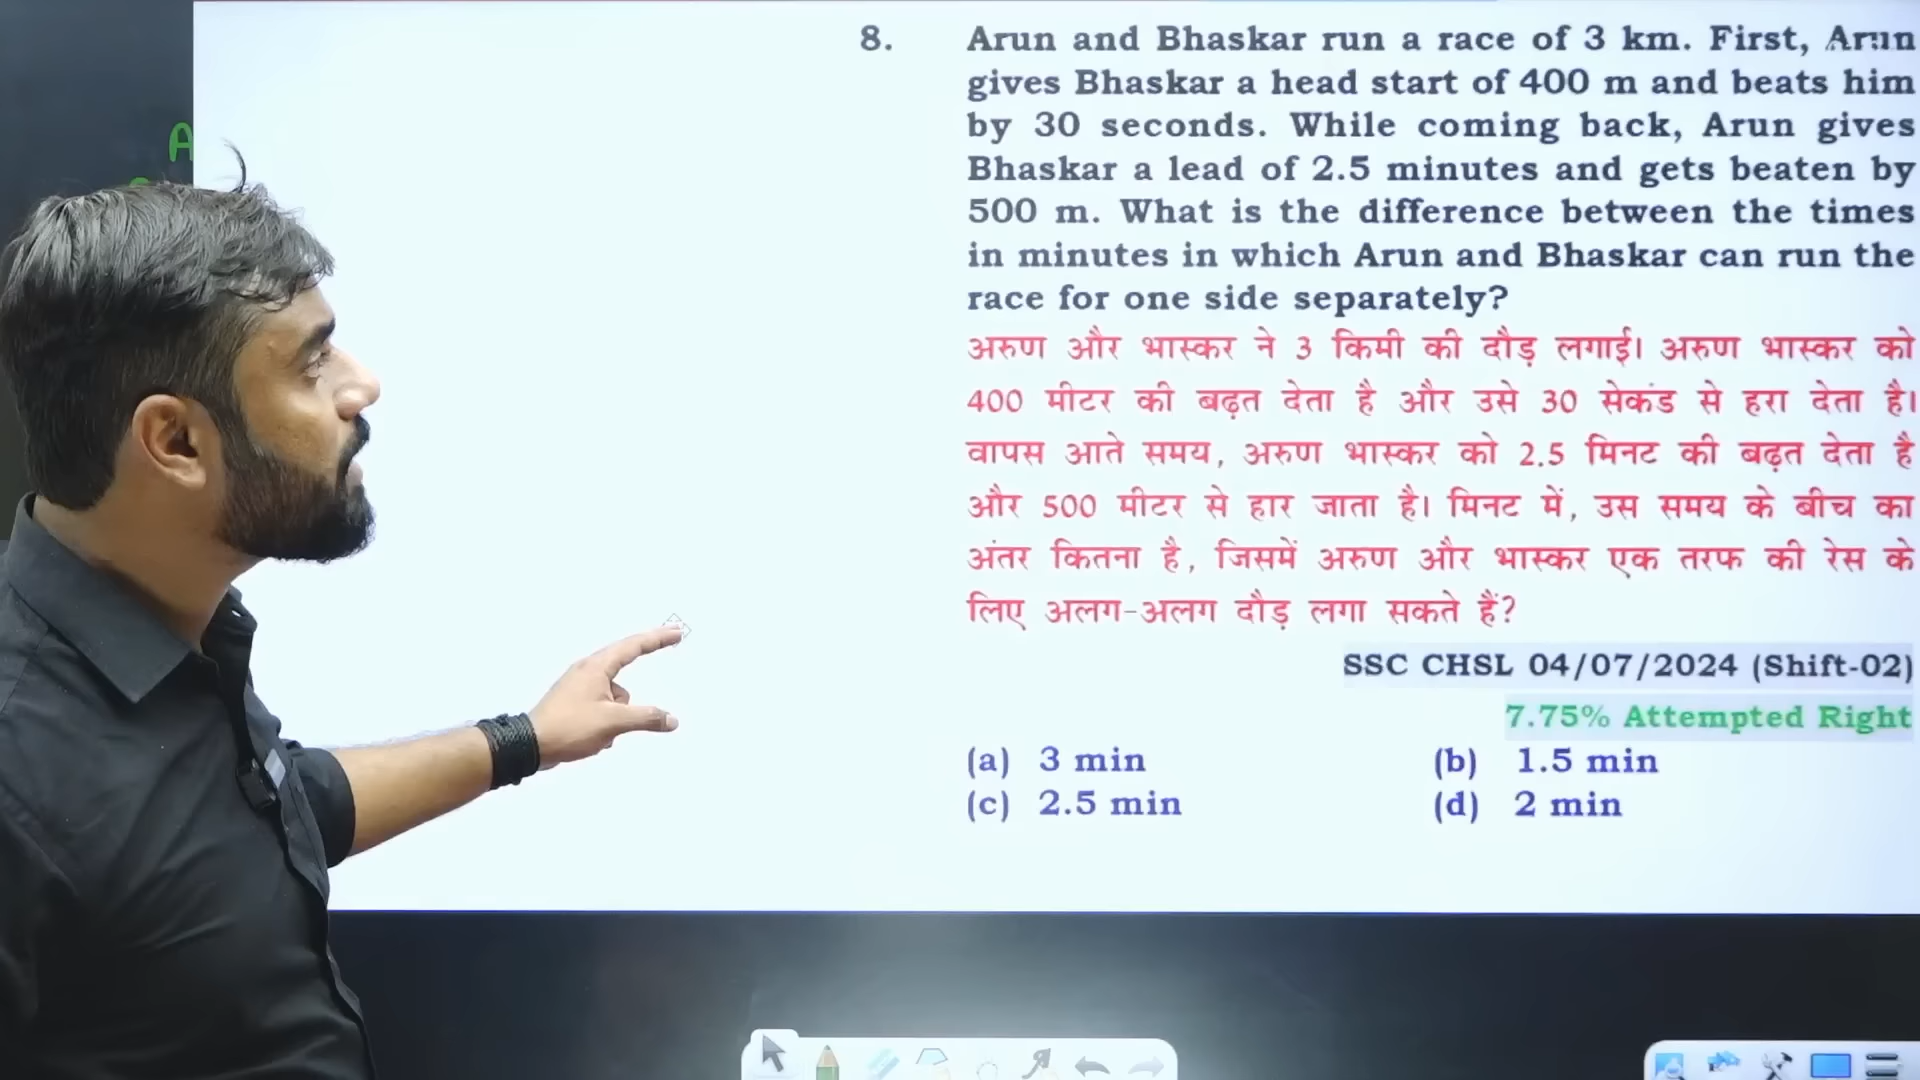 A
8.
Arun and Bhaskar run a race of 3 km. First, Arun
gives Bhaskar a head start of 400 m and beats him
by 30 seconds. While coming back, Arun gives
Bhaskar a lead of 2.5 minutes and gets beaten by
500 m. What is the difference between the times
in minutes in which Arun and Bhaskar can run the
race for one side separately?
अरुण और भास्कर ने 3 किमी की दौड़ लगाई। अरुण भास्कर को
400 मीटर की बढ़त देता है और उसे 30 सेकंड से हरा देता है।
वापस आते समय, अरुण भास्कर को 2.5 मिनट की बढ़त देता है
और 500 मीटर से हार जाता है। मिनट में, उस समय के बीच का
अंतर कितना है, जिसमें अरुण और भास्कर एक तरफ की रेस के
लिए अलग-अलग दौड़ लगा सकते हैं?
SSC CHSL 04/07/2024 (Shift-02)
7.75% Attempted Right
(a) 3 min (b) 1.5 min
(c) 2.5 min (d) 2 min